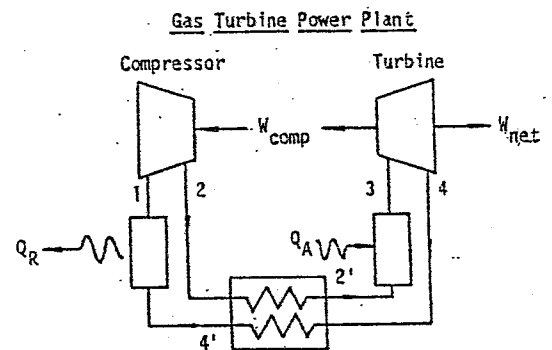 Gas Turbine Power Plant
Compressor Turbine
W_comp W_net
1 2 3 4
Q_R Q_A
2'
4'